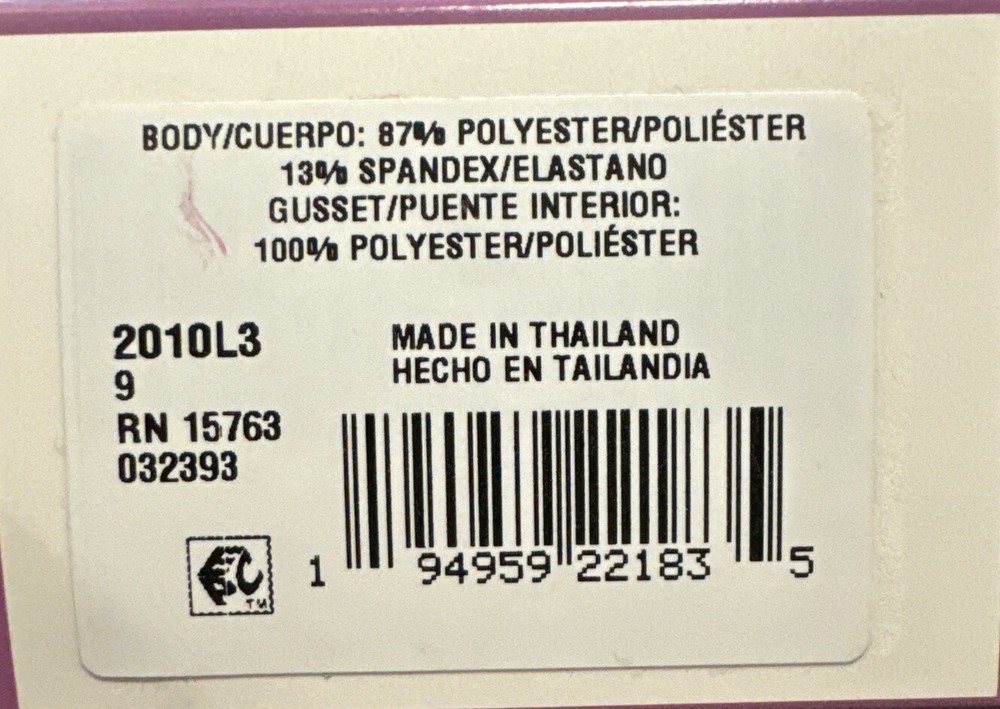 BODY/CUERPO: 87% POLYESTER/POLIÉSTER
13% SPANDEX/ELASTANO
GUSSET/PUENTE INTERIOR:
100% POLYESTER/POLIÉSTER
2010L3
9
RN 15763
032393
MADE IN THAILAND
HECHO EN TAILANDIA
1 94959 22183 5
TM